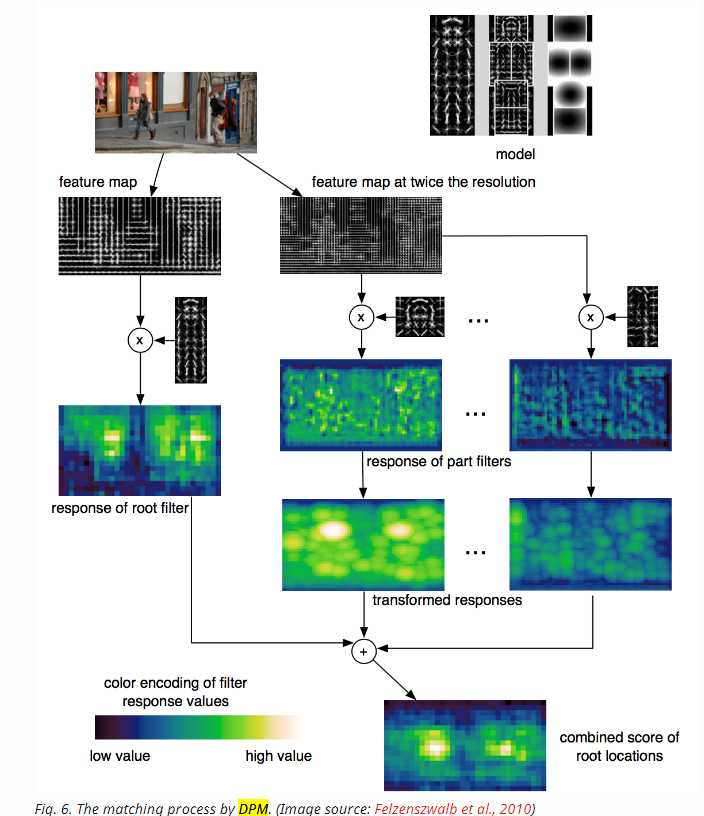 model
feature map
feature map at twice the resolution
x
x
...
x
...
response of part filters
response of root filter
...
transformed responses
+
color encoding of filter
response values
low value
high value
combined score of
root locations
Fig. 6. The matching process by DPM. (Image source: Felzenszwalb et al., 2010)